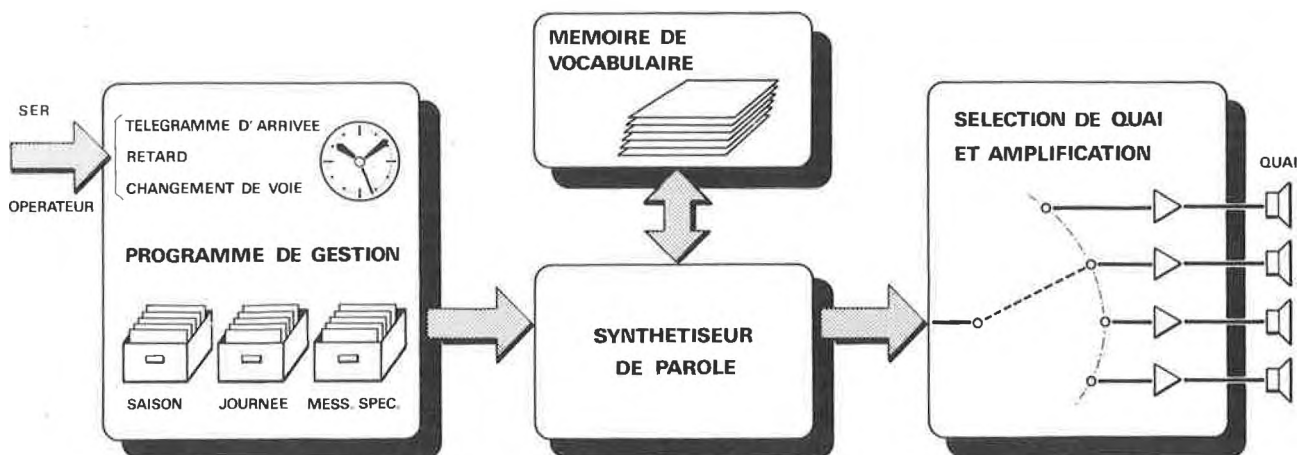 SER
OPERATEUR
TELEGRAMME D'ARRIVEE
RETARD
CHANGEMENT DE VOIE
PROGRAMME DE GESTION
SAISON
JOURNEE
MESS. SPEC.
MEMOIRE DE
VOCABULAIRE
SYNTHETISEUR
DE PAROLE
SELECTION DE QUAI
ET AMPLIFICATION
QUAI